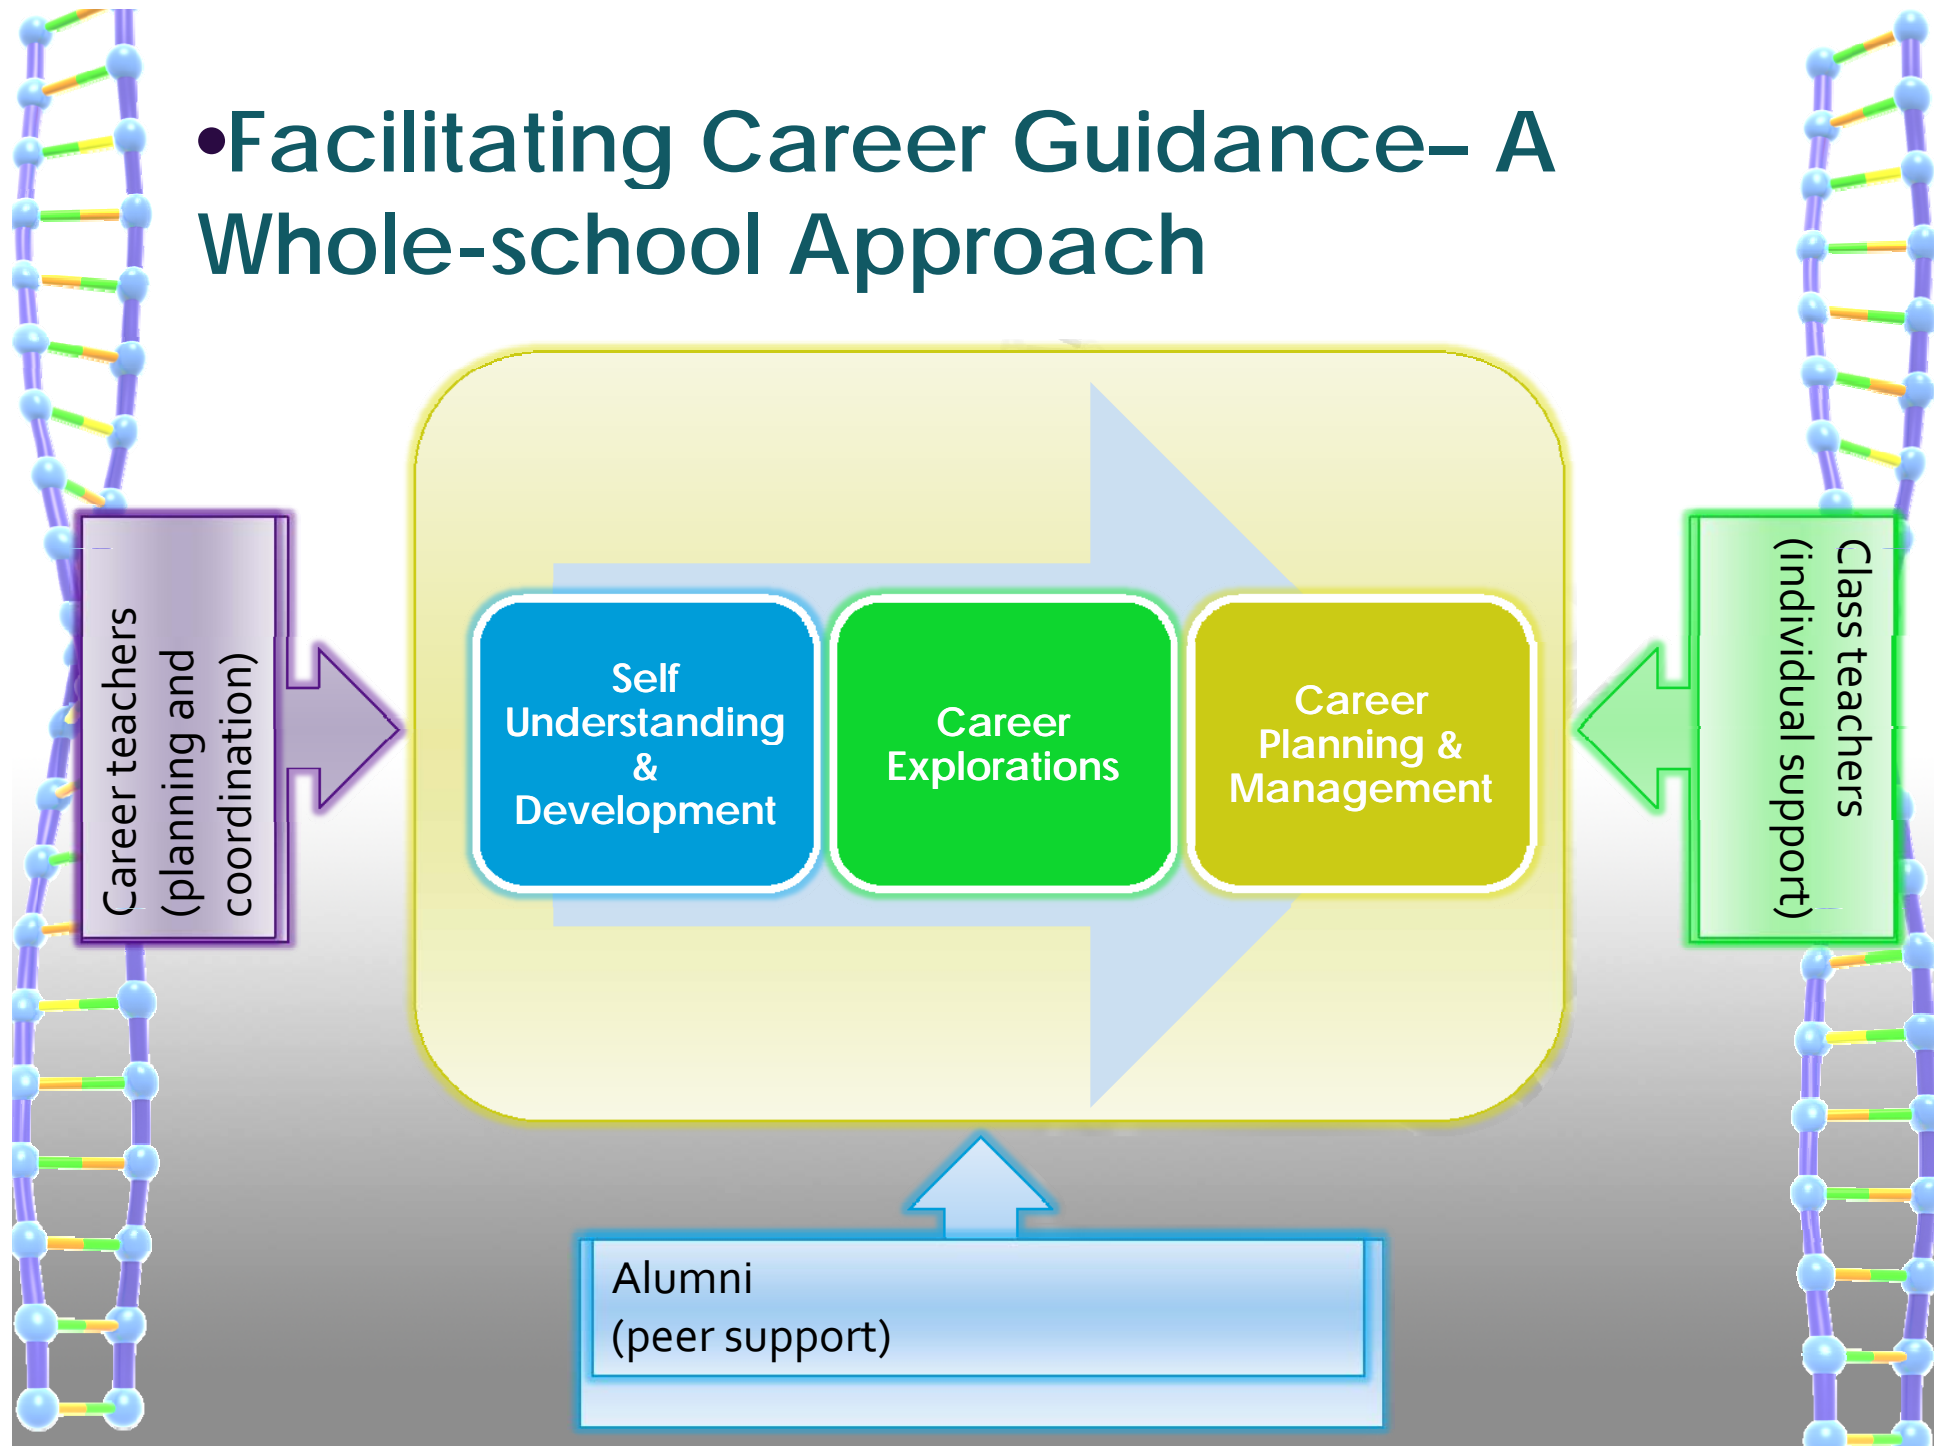 •Facilitating Career Guidance– A
Whole-school Approach
Career teachers
(planning and
coordination)
Self
Understanding
&
Development
Career
Explorations
Career
Planning &
Management
Class teachers
(individual support)
Alumni
(peer support)